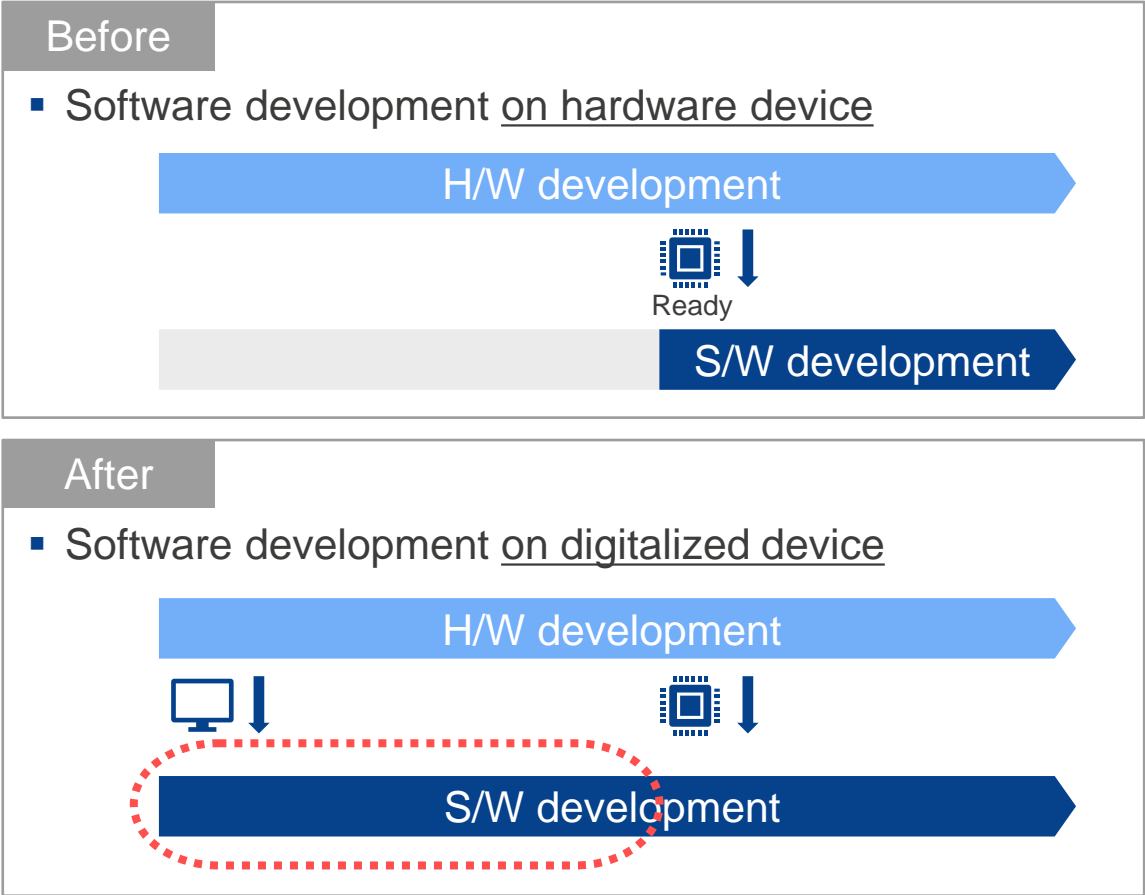 Before
▪ Software development on hardware device
H/W development
Ready
S/W development
After
▪ Software development on digitalized device
H/W development
S/W development